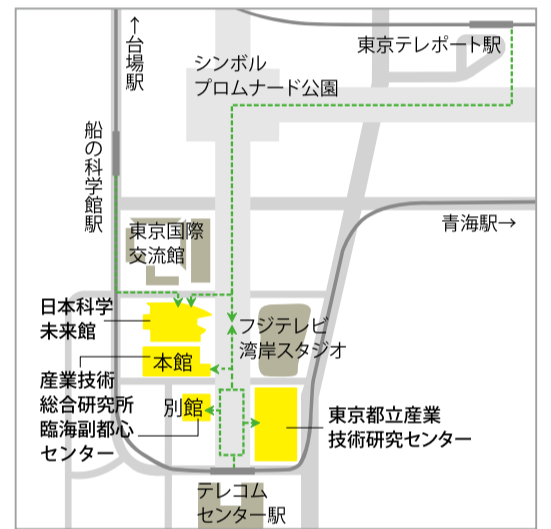 ↑台場駅
東京テレポート駅
シンボル
プロムナード公園
船の科学館駅
青海駅→
東京国際
交流館
日本科学
未来館
フジテレビ
湾岸スタジオ
本館
産業技術
総合研究所
臨海副都心
センター
別館
東京都立産業
技術研究センター
テレコム
センター駅